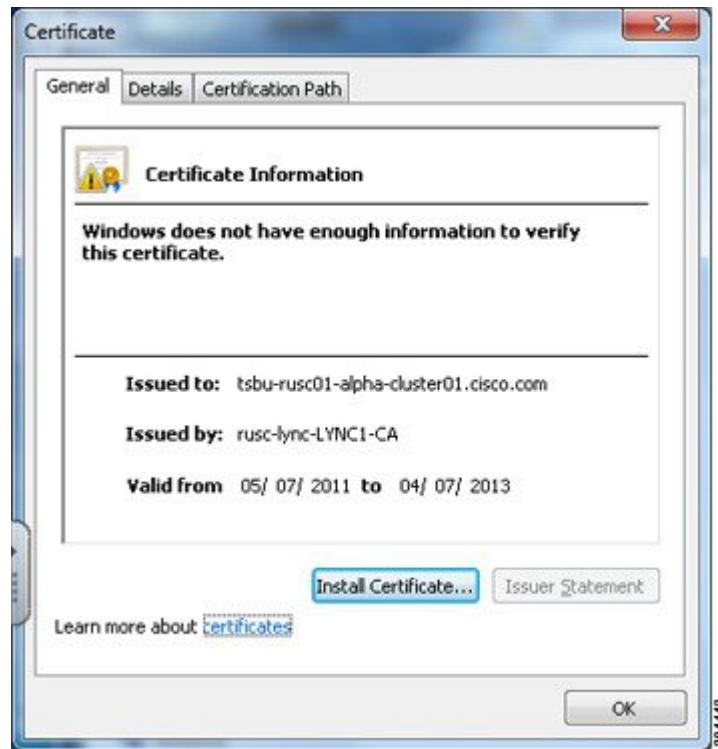 Certificate
General
Details
Certification Path
Certificate Information
Windows does not have enough information to verify
this certificate.
Issued to: tsbu-rusc01-alpha-cluster01.cisco.com
Issued by: rusc-lync-LYNC1-CA
Valid from 05/ 07/ 2011 to 04/ 07/ 2013
Install Certificate...
Issuer Statement
Learn more about certificates
OK